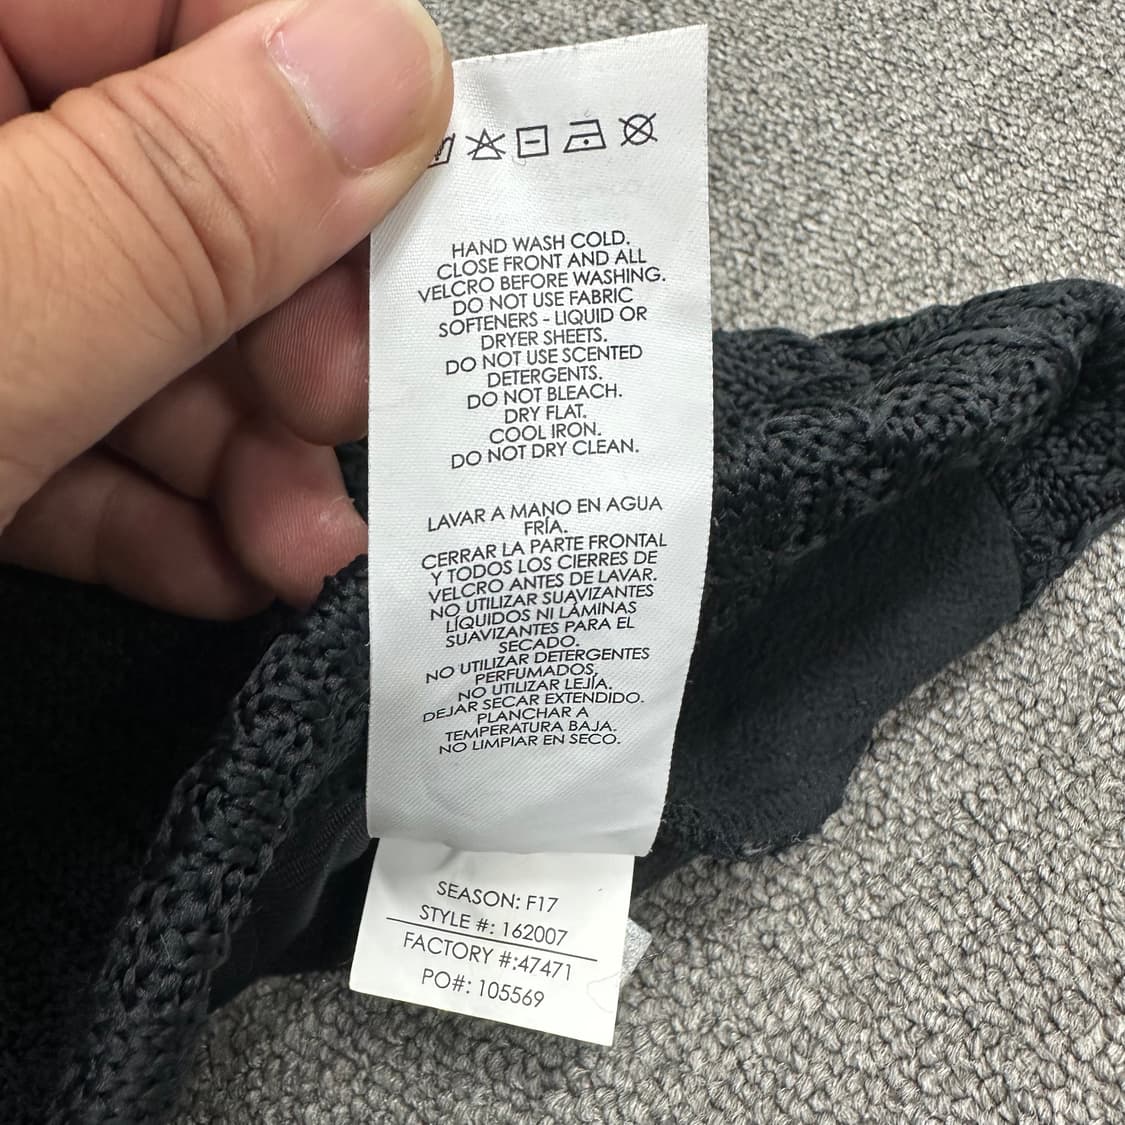 HAND WASH COLD.
CLOSE FRONT AND ALL
VELCRO BEFORE WASHING.
DO NOT USE FABRIC
SOFTENERS - LIQUID OR
DRYER SHEETS.
DO NOT USE SCENTED
DETERGENTS.
DO NOT BLEACH.
DRY FLAT.
COOL IRON.
DO NOT DRY CLEAN.
LAVAR A MANO EN AGUA
FRÍA.
CERRAR LA PARTE FRONTAL
Y TODOS LOS CIERRES DE
VELCRO ANTES DE LAVAR.
NO UTILIZAR SUAVIZANTES
LÍQUIDOS NI LÁMINAS
SUAVIZANTES PARA EL
SECADO.
NO UTILIZAR DETERGENTES
PERFUMADOS.
NO UTILIZAR LEJÍA.
DEJAR SECAR EXTENDIDO.
PLANCHAR A
TEMPERATURA BAJA.
NO LIMPIAR EN SECO.
SEASON: F17
STYLE #: 162007
FACTORY #:47471
PO#: 105569